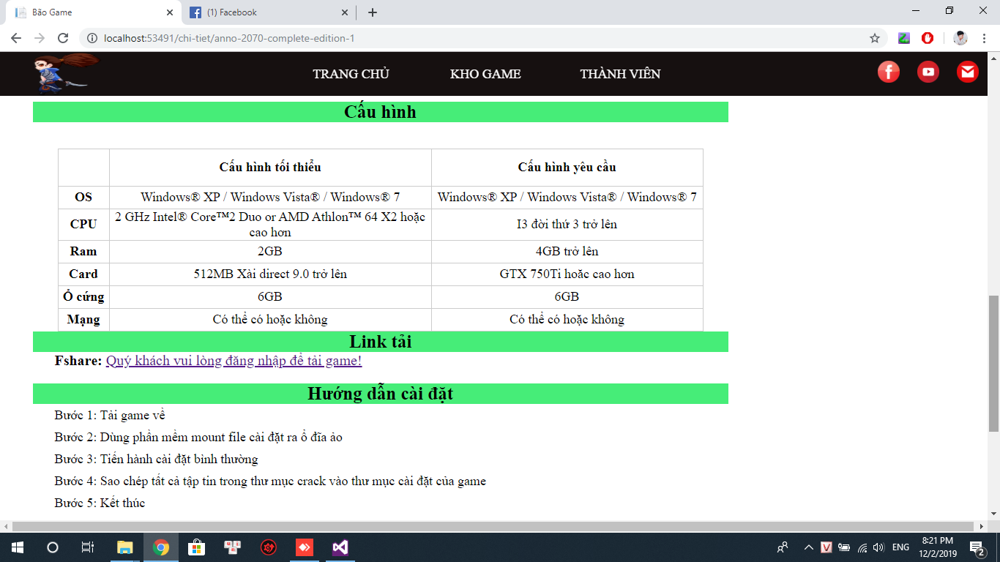 Bão Game
(1) Facebook
localhost:53491/chi-tiet/anno-2070-complete-edition-1
TRANG CHỦ KHO GAME THÀNH VIÊN
Cấu hình
Cấu hình tối thiểu Cấu hình yêu cầu
OS Windows® XP / Windows Vista® / Windows® 7 Windows® XP / Windows Vista® / Windows® 7
CPU 2 GHz Intel® Core™2 Duo or AMD Athlon™ 64 X2 hoặc cao hơn I3 đời thứ 3 trở lên
Ram 2GB 4GB trở lên
Card 512MB Xài direct 9.0 trở lên GTX 750Ti hoăc cao hơn
Ổ cứng 6GB 6GB
Mạng Có thể có hoặc không Có thể có hoặc không
Link tải
Fshare: Quý khách vui lòng đăng nhập để tải game!
Hướng dẫn cài đặt
Bước 1: Tải game về
Bước 2: Dùng phần mềm mount file cài đặt ra ổ đĩa ảo
Bước 3: Tiến hành cài đặt bình thường
Bước 4: Sao chép tất cả tập tin trong thư mục crack vào thư mục cài đặt của game
Bước 5: Kết thúc
ENG
8:21 PM
12/2/2019
2